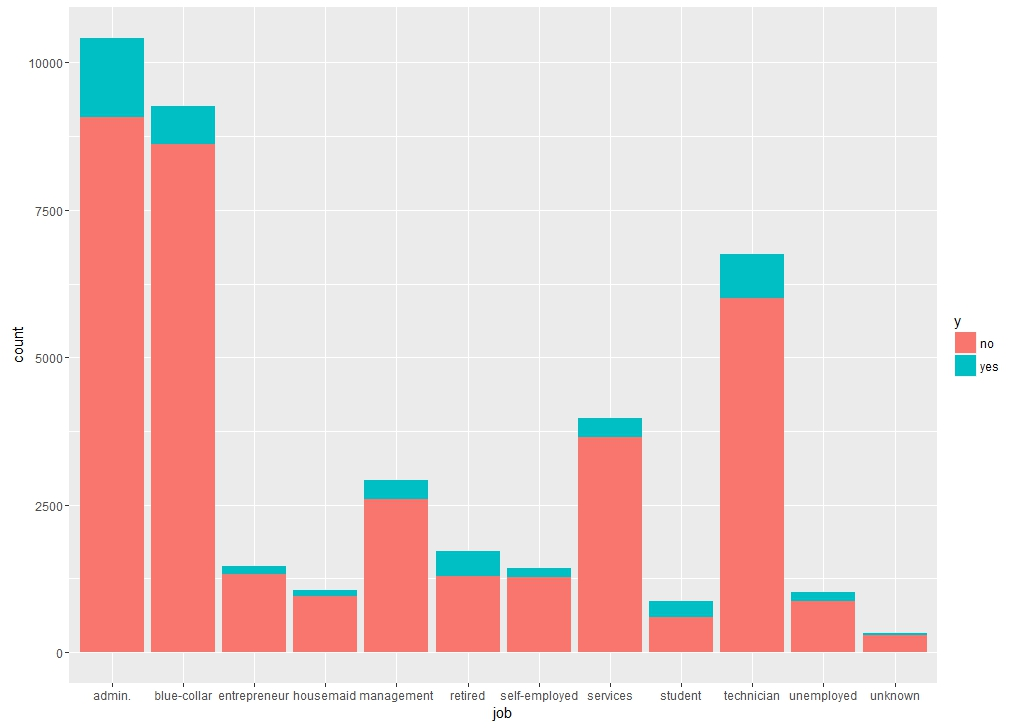 10000
7500
5000
2500
0
count
admin. blue-collar entrepreneur housemaid management retired self-employed services student technician unemployed unknown
job
y
no
yes